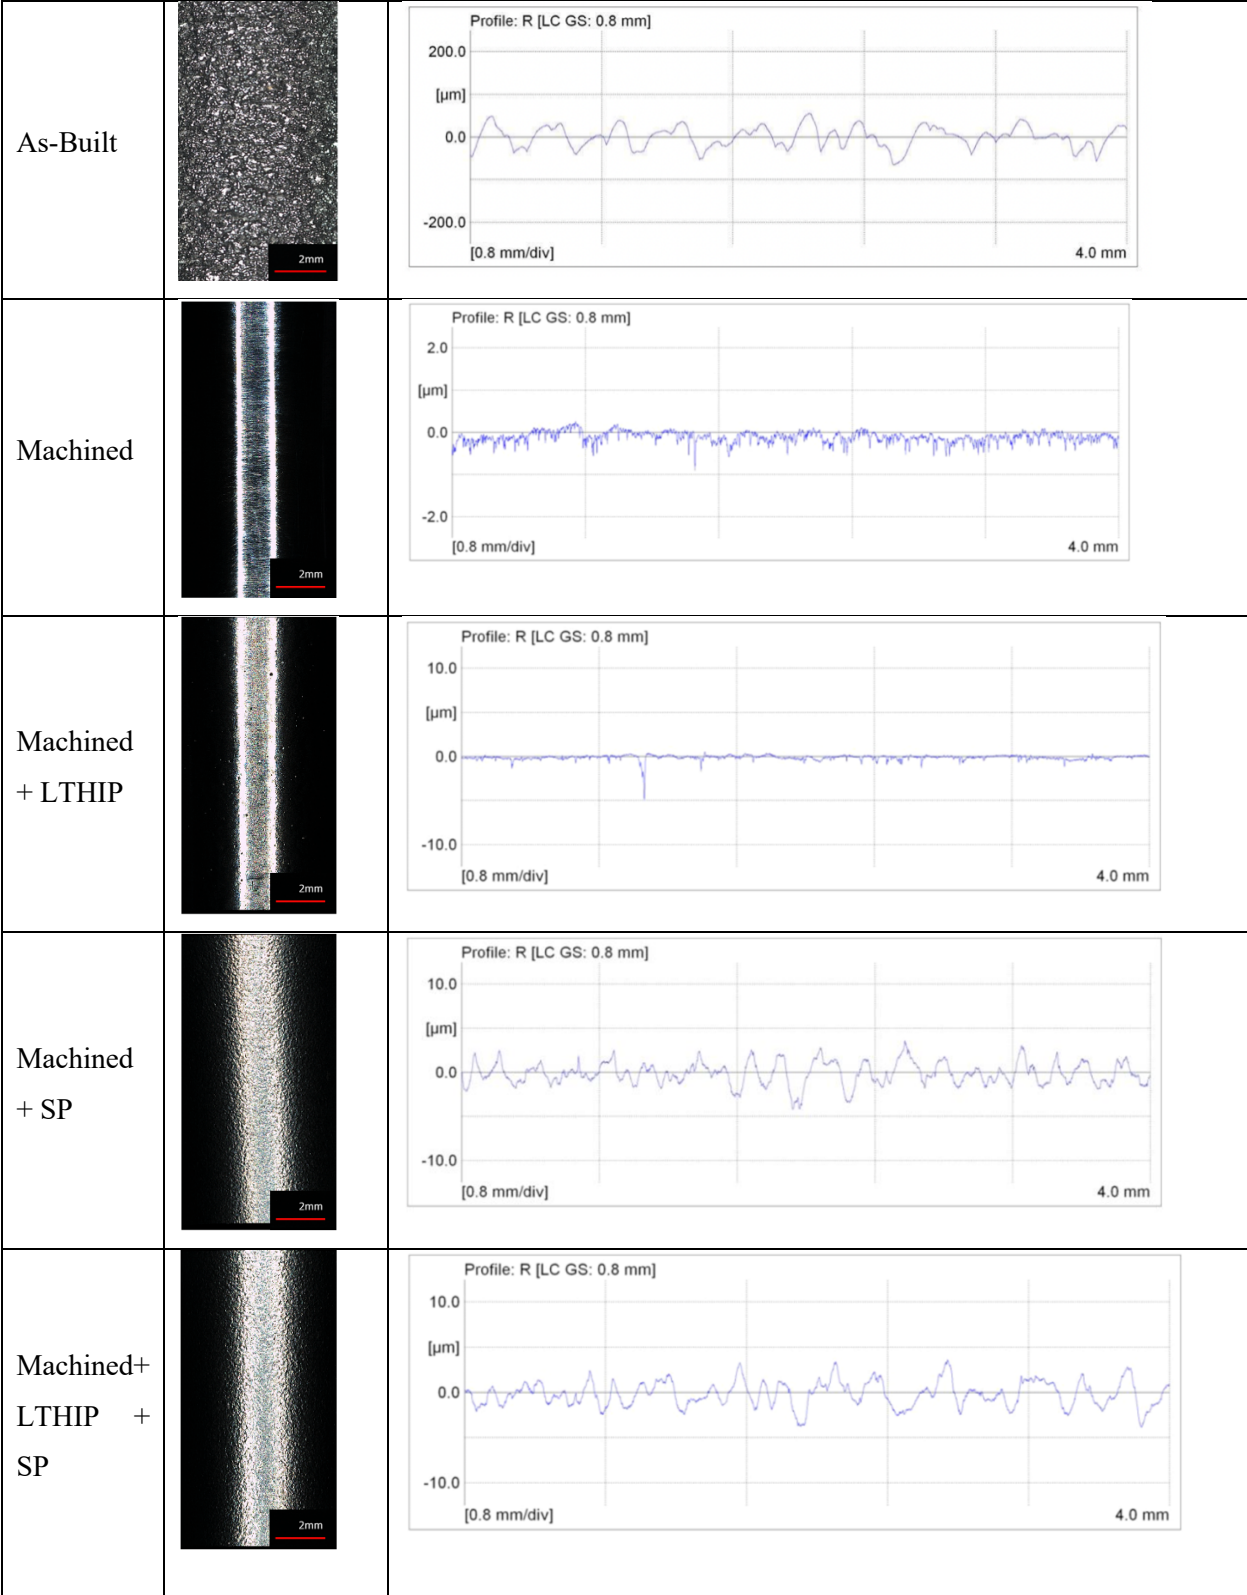 As-Built
2mm
Profile: R [LC GS: 0.8 mm]
200.0
[µm]
0.0
-200.0
[0.8 mm/div]
4.0 mm
Machined
2mm
Profile: R [LC GS: 0.8 mm]
2.0
[µm]
0.0
-2.0
[0.8 mm/div]
4.0 mm
Machined
+ LTHIP
2mm
Profile: R [LC GS: 0.8 mm]
10.0
[µm]
0.0
-10.0
[0.8 mm/div]
4.0 mm
Machined
+ SP
2mm
Profile: R [LC GS: 0.8 mm]
10.0
[µm]
0.0
-10.0
[0.8 mm/div]
4.0 mm
Machined+
LTHIP +
SP
2mm
Profile: R [LC GS: 0.8 mm]
10.0
[µm]
0.0
-10.0
[0.8 mm/div]
4.0 mm